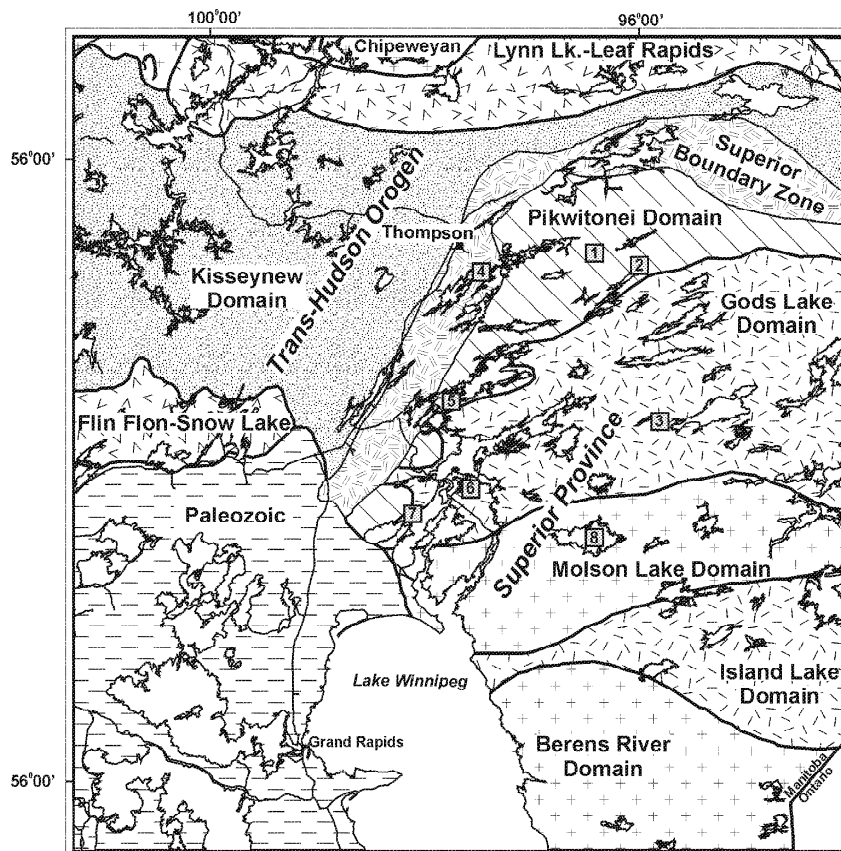 100°00'
96°00'
Chipeweyan
Lynn Lk.-Leaf Rapids
56°00'
Superior
Boundary Zone
Trans-Hudson Orogen
Thompson
Pikwitonei Domain
1
2
4
Kisseynew
Domain
Gods Lake
Domain
5
3
Flin Flon-Snow Lake
6
7
Paleozoic
Superior Province
8
Molson Lake Domain
Lake Winnipeg
Island Lake
Domain
Grand Rapids
Berens River
Domain
56°00'
Manitoba
Ontario